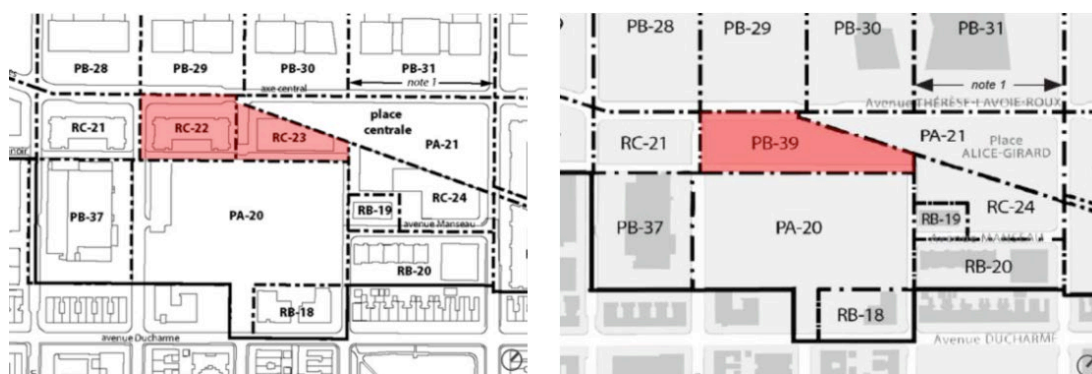 PB-28
PB-29
PB-30
PB-31
note 1
axe central
place
centrale
RC-21
RC-22
RC-23
PA-21
PB-37
PA-20
RC-24
RB-19
avenue Manseau
RB-20
RB-18
avenue Ducharme
PB-28
PB-29
PB-30
PB-31
note 1
Avenue THÉRÈSE-LAVOIE-ROUX
RC-21
PB-39
PA-21
Place
ALICE-GIRARD
RC-24
PB-37
PA-20
RB-19
Avenue MANSEAU
RB-20
RB-18
Avenue DUCHARME